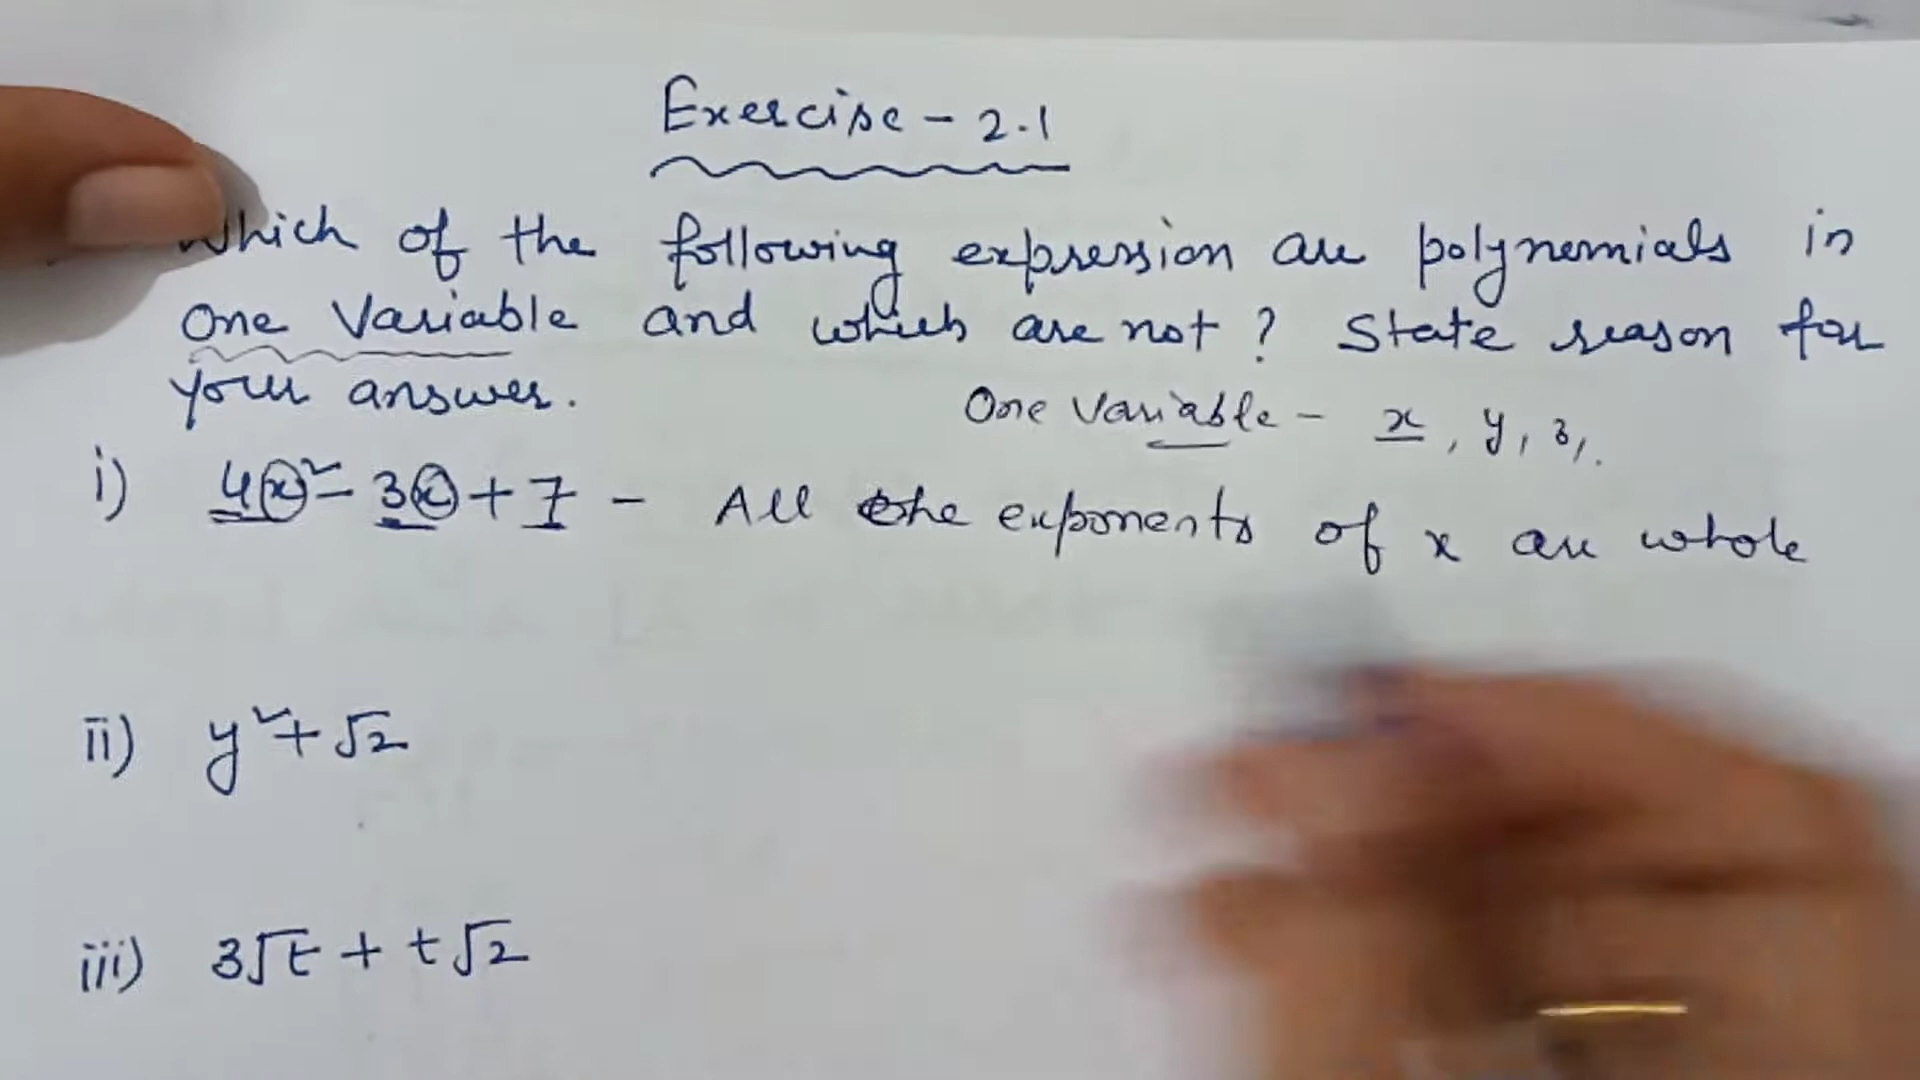 Exercise - 2.1
Which of the following expression are polynemials in
One Variable and which are not ? State reason for
your answer.
One Variable - x, y, z,.
i) 4x² - 3x + 7 - All the exponents of x are whole
ii) y² + √2
iii) 3√t + t√2